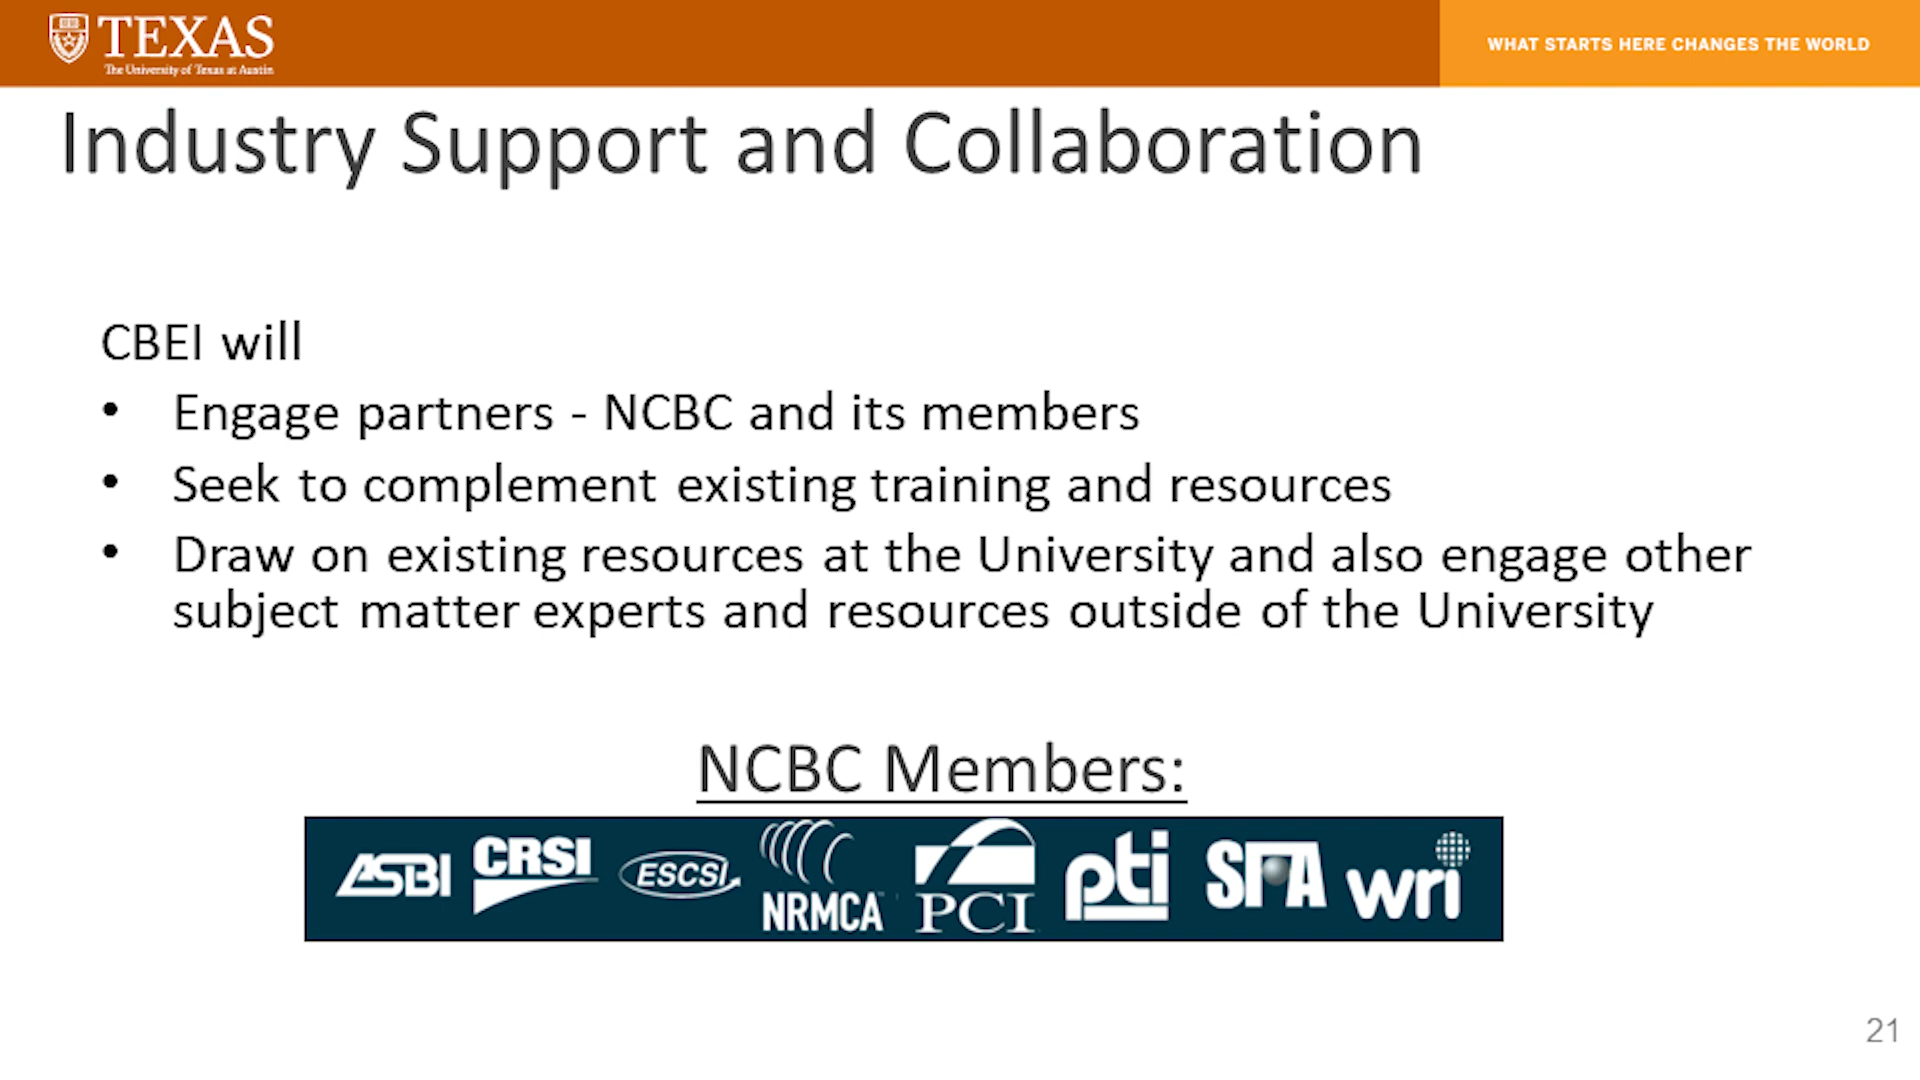 TEXAS
The University of Texas at Austin
WHAT STARTS HERE CHANGES THE WORLD
Industry Support and Collaboration
CBEI will
• Engage partners - NCBC and its members
• Seek to complement existing training and resources
• Draw on existing resources at the University and also engage other
subject matter experts and resources outside of the University
NCBC Members:
ASBI CRSI ESCSI NRMCA PCI pti SFA wri
21